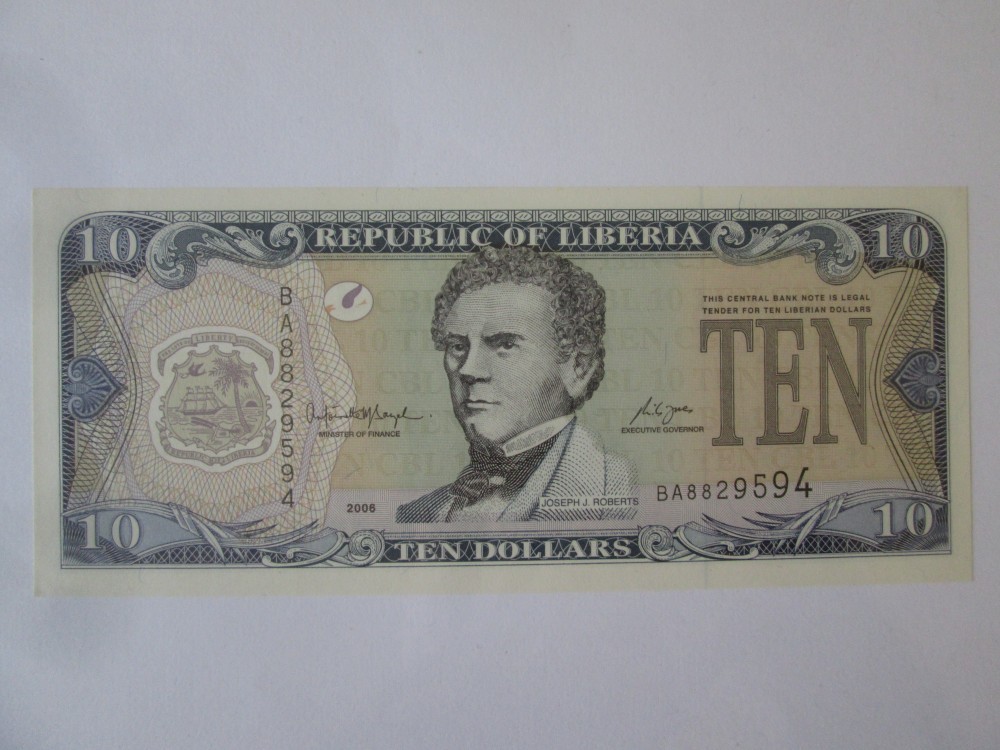 10
REPUBLIC OF LIBERIA
10
THIS CENTRAL BANK NOTE IS LEGAL
TENDER FOR TEN LIBERIAN DOLLARS
TEN
BA8829594
LIBERTY
MINISTER OF FINANCE
EXECUTIVE GOVERNOR
JOSEPH J. ROBERTS
BA8829594
2006
10
TEN DOLLARS
10